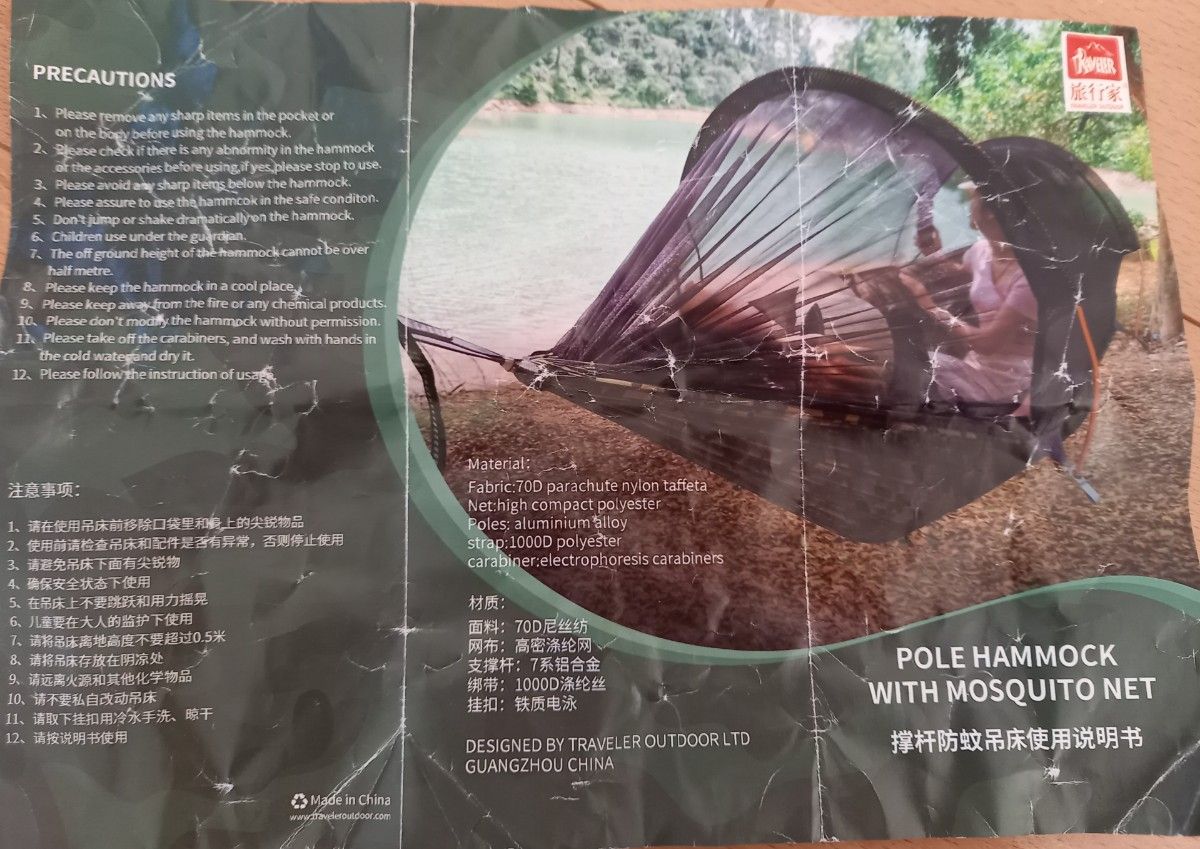 PRECAUTIONS
1、Please remove any sharp items in the pocket or
on the body before using the hammock.
2、Please check if there is any abnormity in the hammock
or the accessories before using,if yes,please stop to use.
3、Please avoid any sharp items below the hammock.
4、Please assure to use the hammcok in the safe conditon.
5、Don't jump or shake dramatically on the hammock.
6、Children use under the guardian.
7、The off ground height of the hammock cannot be over
half metre.
8、Please keep the hammock in a cool place.
9、Please keep away from the fire or any chemical products.
10、Please don't modify the hammock without permission.
11、Please take off the carabiners, and wash with hands in
the cold water and dry it.
12、Please follow the instruction of usage.
注意事项：
1、请在使用吊床前移除口袋里和身上的尖锐物品
2、使用前请检查吊床和配件是否有异常，否则停止使用
3、请避免吊床下面有尖锐物
4、确保安全状态下使用
5、在吊床上不要跳跃和用力摇晃
6、儿童要在大人的监护下使用
7、请将吊床离地高度不要超过0.5米
8、请将吊床存放在阴凉处
9、请远离火源和其他化学物品
10、请不要私自改动吊床
11、请取下挂扣用冷水手洗、晾干
12、请按说明书使用
Made in China
www.traveleroutdoor.com
Material：
Fabric:70D parachute nylon taffeta
Net:high compact polyester
Poles: aluminium alloy
strap:1000D polyester
carabiner:electrophoresis carabiners
材质：
面料：70D尼丝纺
网布：高密涤纶网
支撑杆：7系铝合金
绑带：1000D涤纶丝
挂扣：铁质电泳
DESIGNED BY TRAVELER OUTDOOR LTD
GUANGZHOU CHINA
TRAVELER
旅行家
POLE HAMMOCK
WITH MOSQUITO NET
撑杆防蚊吊床使用说明书